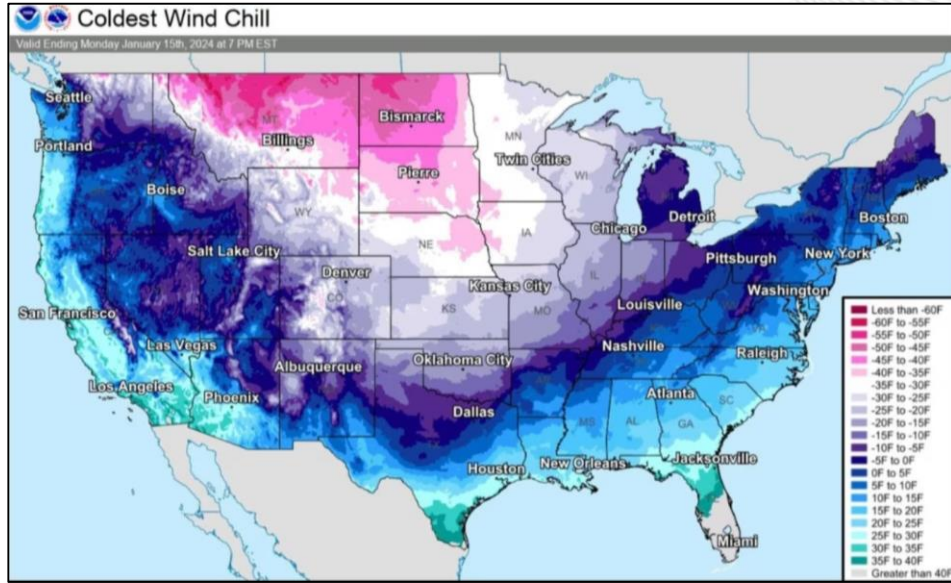 Coldest Wind Chill
Valid Ending Monday January 15th, 2024 at 7 PM EST
Seattle
Portland
MT
Billings
Bismarck
MN
Twin Cities
Pierre
WI
Boise
WY
Salt Lake City
NE
IA
Chicago
Detroit
Boston
New York
Pittsburgh
Denver
CO
KS
Kansas City
MO
IL
Louisville
Washington
San Francisco
Las Vegas
Los Angeles
Phoenix
Albuquerque
Oklahoma City
Nashville
Raleigh
Dallas
MS
AL
Atlanta
GA
SC
Houston
New Orleans
Jacksonville
Miami
Less than -60F
-60F to -55F
-55F to -50F
-50F to -45F
-45F to -40F
-40F to -35F
-35F to -30F
-30F to -25F
-25F to -20F
-20F to -15F
-15F to -10F
-10F to -5F
-5F to 0F
0F to 5F
5F to 10F
10F to 15F
15F to 20F
20F to 25F
25F to 30F
30F to 35F
35F to 40F
Greater than 40F